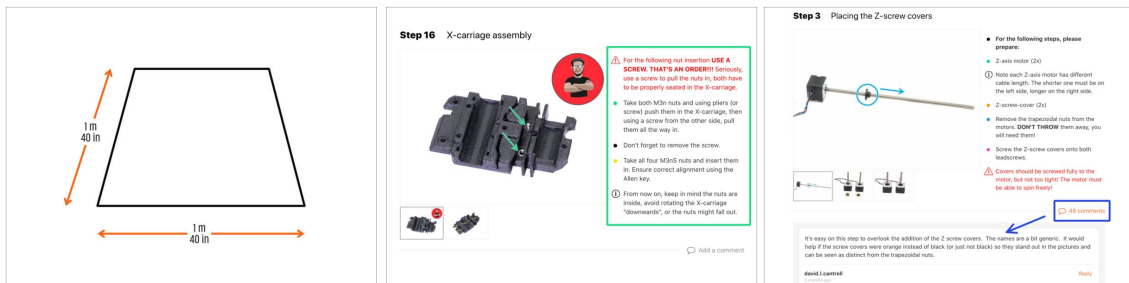 1 m
40 in
1 m
40 in
Step 16 X-carriage assembly
For the following nut insertion USE A
SCREW. THAT'S AN ORDER!!! Seriously,
use a screw to pull the nuts in, both have
to be properly seated in the X-carriage.
Take both M3n nuts and using pliers (or
screw) push them in the X-carriage, then
using a screw from the other side, pull
them all the way in.
Don't forget to remove the screw.
Take all four M3nS nuts and insert them
in. Ensure correct alignment using the
Allen key.
From now on, keep in mind the nuts are
inside, avoid rotating the X-carriage
"downwards", or the nuts might fall out.
Add a comment
Step 3 Placing the Z-screw covers
For the following steps, please
prepare:
Z-axis motor (2x)
Note each Z-axis motor has different
cable length. The shorter one must be on
the left side, longer on the right side.
Z-screw-cover (2x)
Remove the trapezoidal nuts from the
motors. DON'T THROW them away, you
will need them!
Screw the Z-screw covers onto both
leadscrews.
Covers should be screwed fully to the
motor, but not too tight! The motor must
be able to spin freely!
46 comments
It's easy on this step to overlook the addition of the Z screw covers. The names are a bit generic. It would
help if the screw covers were orange instead of black (or just not black) so they stand out in the pictures and
can be seen as distinct from the trapezoidal nuts.
david.l.cantrell
Reply